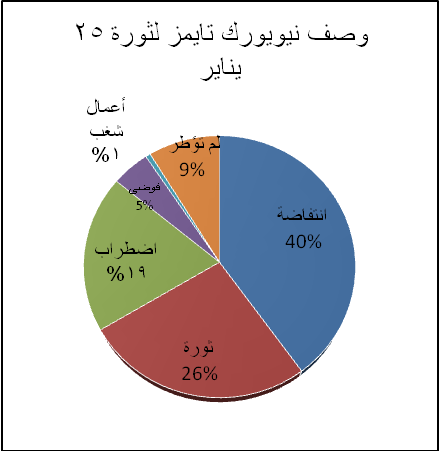 وصف نيويورك تايمز لثورة ٢٥
يناير
أعمال
شغب
١%
لم تؤطر
9%
فوضى
5%
انتفاضة
40%
اضطراب
١٩%
ثورة
26%